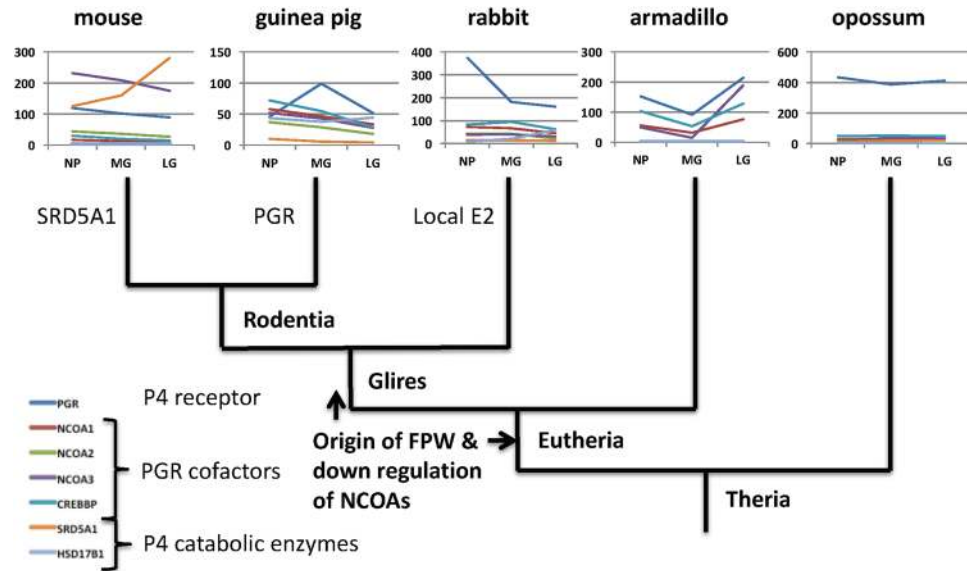 mouse guinea pig rabbit armadillo opossum
300 150 400 300 600
200 100 300 200 400
100 50 200 100 200
0 0 100 0 0
0
NP MG LG NP MG LG NP MG LG NP MG LG NP MG LG
SRD5A1 PGR Local E2
Rodentia
Glires
P4 receptor
PGR
NCOA1
NCOA2
NCOA3
CREBBP
SRD5A1
HSD17B1
PGR cofactors
P4 catabolic enzymes
Origin of FPW &
down regulation
of NCOAs
Eutheria
Theria